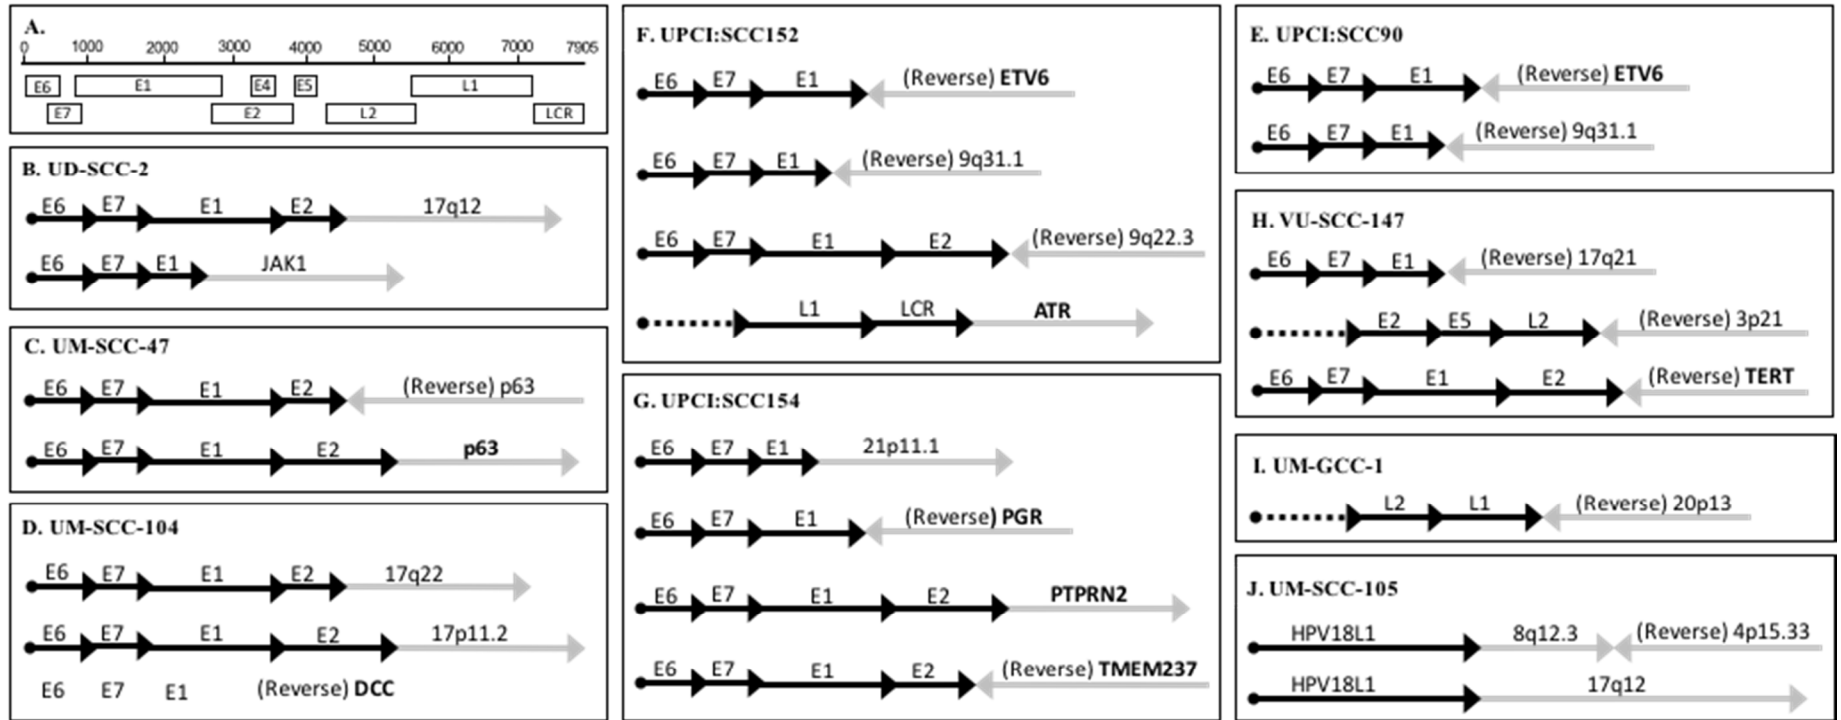 A.
0 1000 2000 3000 4000 5000 6000 7000 7905
E6 E1 E4 E5 L1
E7 E2 L2 LCR
B. UD-SCC-2
E6 E7 E1 E2 17q12
E6 E7 E1 JAK1
C. UM-SCC-47
E6 E7 E1 E2 (Reverse) p63
E6 E7 E1 E2 p63
D. UM-SCC-104
E6 E7 E1 E2 17q22
E6 E7 E1 E2 17p11.2
E6 E7 E1 (Reverse) DCC
F. UPCI:SCC152
E6 E7 E1 (Reverse) ETV6
E6 E7 E1 (Reverse) 9q31.1
E6 E7 E1 E2 (Reverse) 9q22.3
L1 LCR ATR
G. UPCI:SCC154
E6 E7 E1 21p11.1
E6 E7 E1 (Reverse) PGR
E6 E7 E1 E2 PTPRN2
E6 E7 E1 E2 (Reverse) TMEM237
E. UPCI:SCC90
E6 E7 E1 (Reverse) ETV6
E6 E7 E1 (Reverse) 9q31.1
H. VU-SCC-147
E6 E7 E1 (Reverse) 17q21
E2 E5 L2 (Reverse) 3p21
E6 E7 E1 E2 (Reverse) TERT
I. UM-GCC-1
L2 L1 (Reverse) 20p13
J. UM-SCC-105
HPV18L1 8q12.3 (Reverse) 4p15.33
HPV18L1 17q12